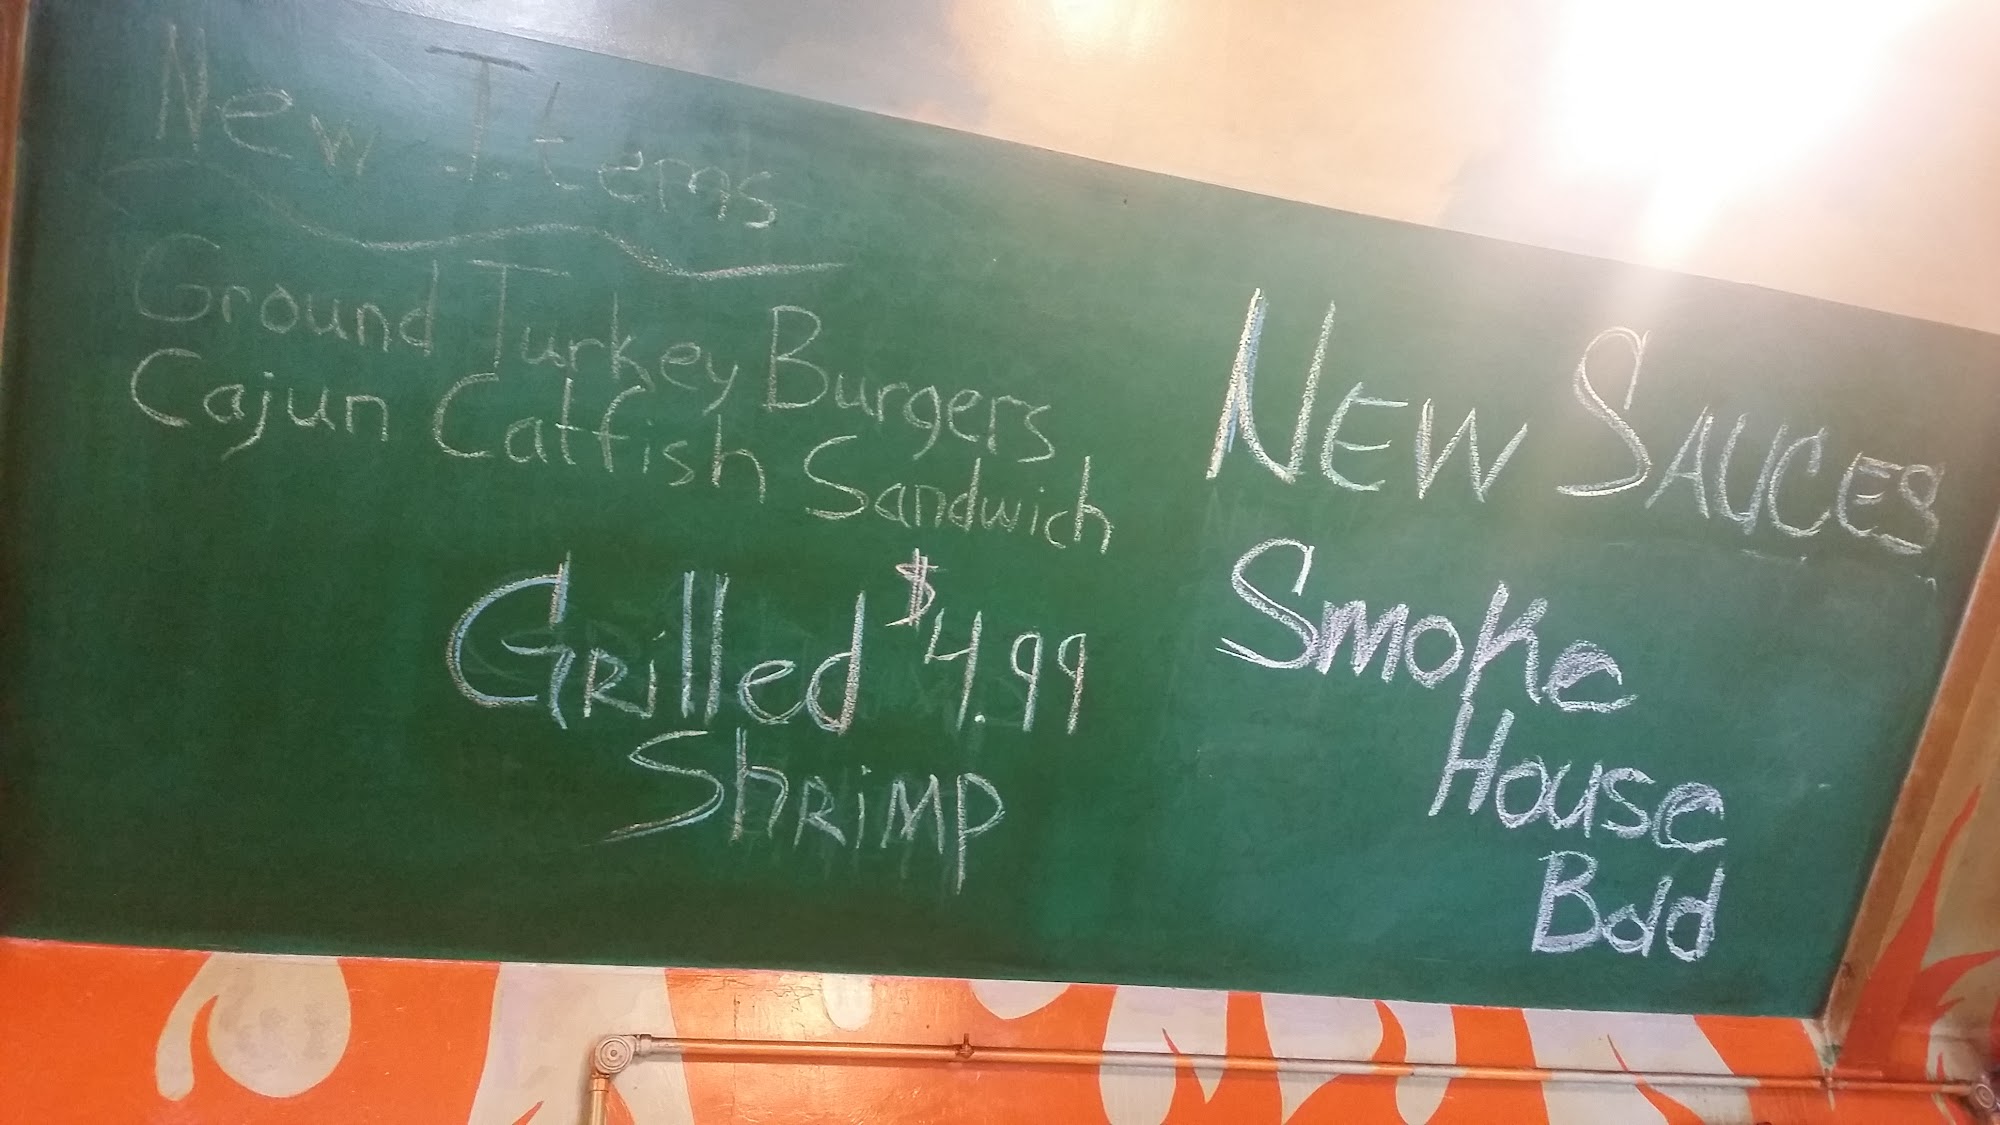 New Items
Ground Turkey Burgers
Cajun Catfish Sandwich
Grilled $4.99
Shrimp
New Sauces
Smoke
House
Bold